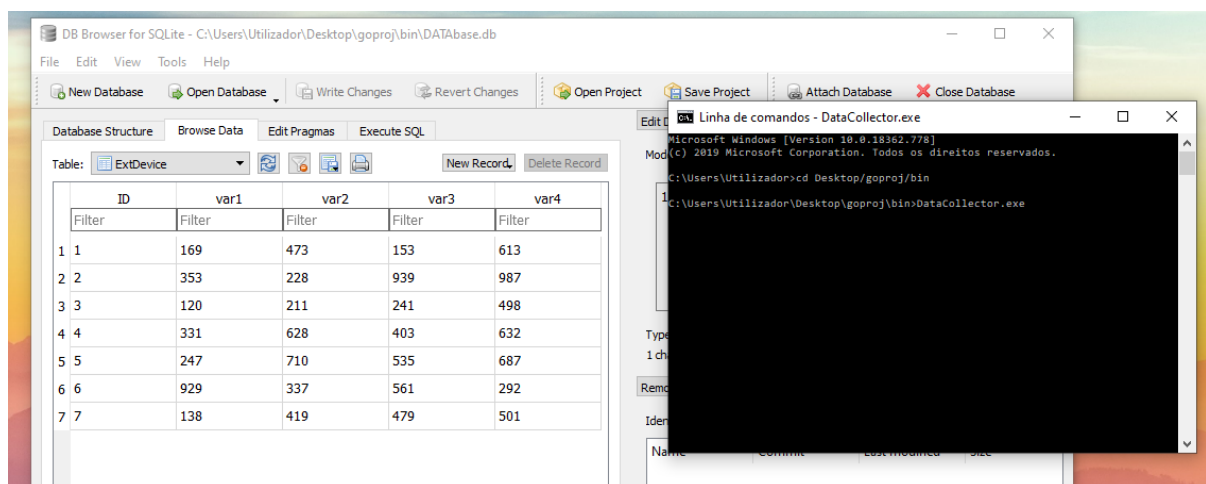 DB Browser for SQLite - C:\Users\Utilizador\Desktop\goproj\bin\DATAbase.db
File Edit View Tools Help
New Database Open Database Write Changes Revert Changes Open Project Save Project Attach Database Close Database
Database Structure Browse Data Edit Pragmas Execute SQL
Table: ExtDevice New Record Delete Record
ID var1 var2 var3 var4
Filter Filter Filter Filter Filter
1 1 169 473 153 613
2 2 353 228 939 987
3 3 120 211 241 498
4 4 331 628 403 632
5 5 247 710 535 687
6 6 929 337 561 292
7 7 138 419 479 501
Edit
1
Type
Linha de comandos - DataCollector.exe
Microsoft Windows [Version 10.0.18362.778]
(c) 2019 Microsoft Corporation. Todos os direitos reservados.
C:\Users\Utilizador>cd Desktop/goproj/bin
C:\Users\Utilizador\Desktop\goproj\bin>DataCollector.exe